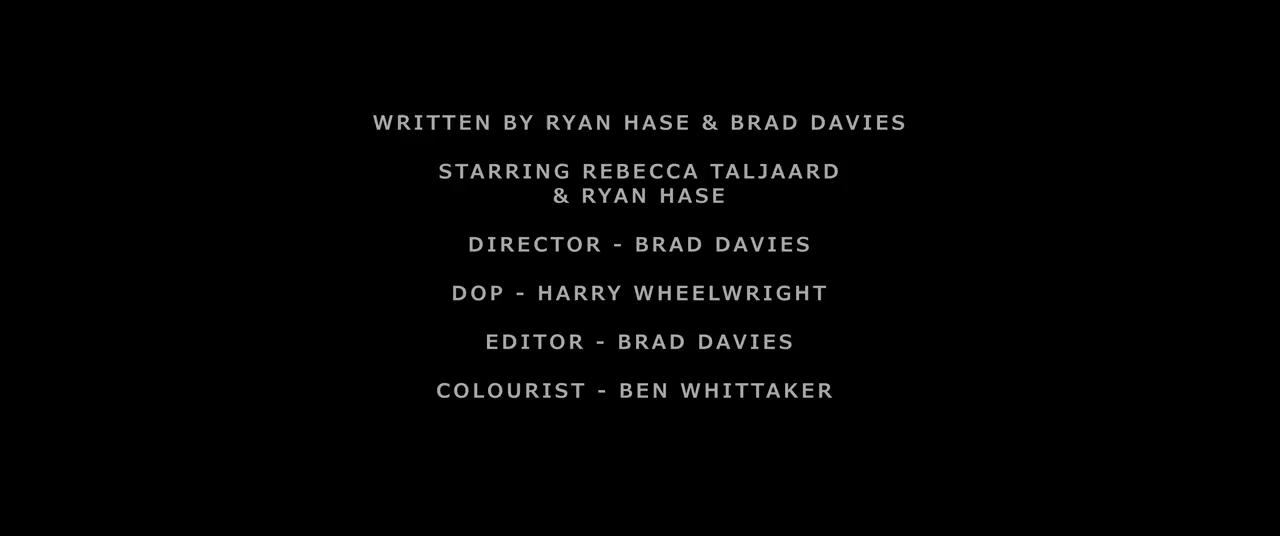 WRITTEN BY RYAN HASE & BRAD DAVIES
STARRING REBECCA TALJAARD
& RYAN HASE
DIRECTOR - BRAD DAVIES
DOP - HARRY WHEELWRIGHT
EDITOR - BRAD DAVIES
COLOURIST - BEN WHITTAKER